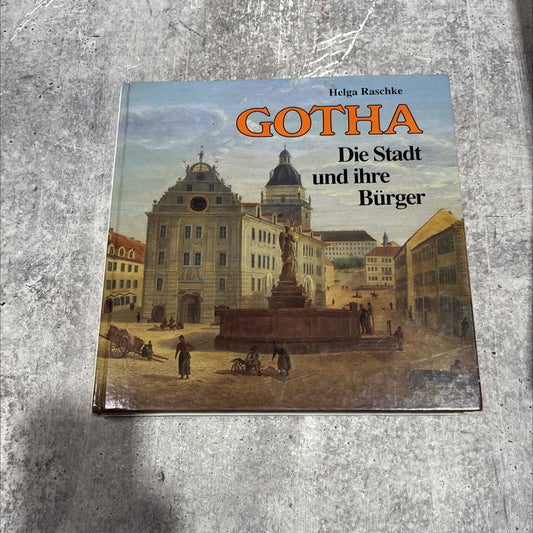 Helga Raschke
GOTHA
Die Stadt
und ihre
Bürger